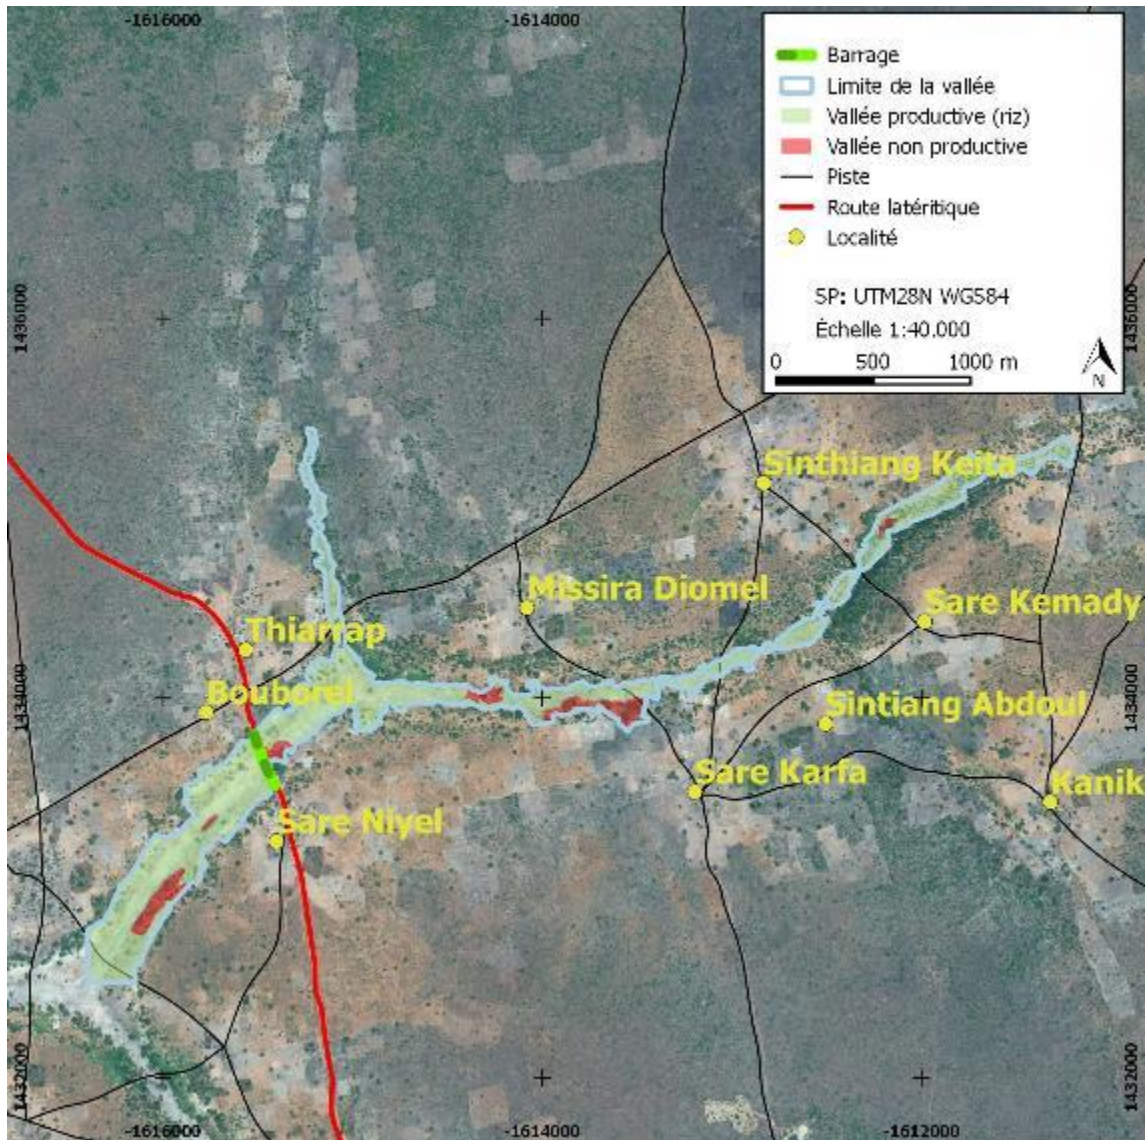 -1616000
-1614000
Barrage
Limite de la vallée
Vallée productive (riz)
Vallée non productive
Piste
Route latéritique
Localité
SP: UTM28N WGS84
Échelle 1:40.000
0 500 1000 m
N
1436000
1436000
Sinthiang Keita
Missira Diomel
Sare Kemady
Thiarrap
Bouborel
1434000
1434000
Sintiang Abdoul
Sare Karfa
Kanik
Sare Niyel
1432000
1432000
-1616000
-1614000
-1612000